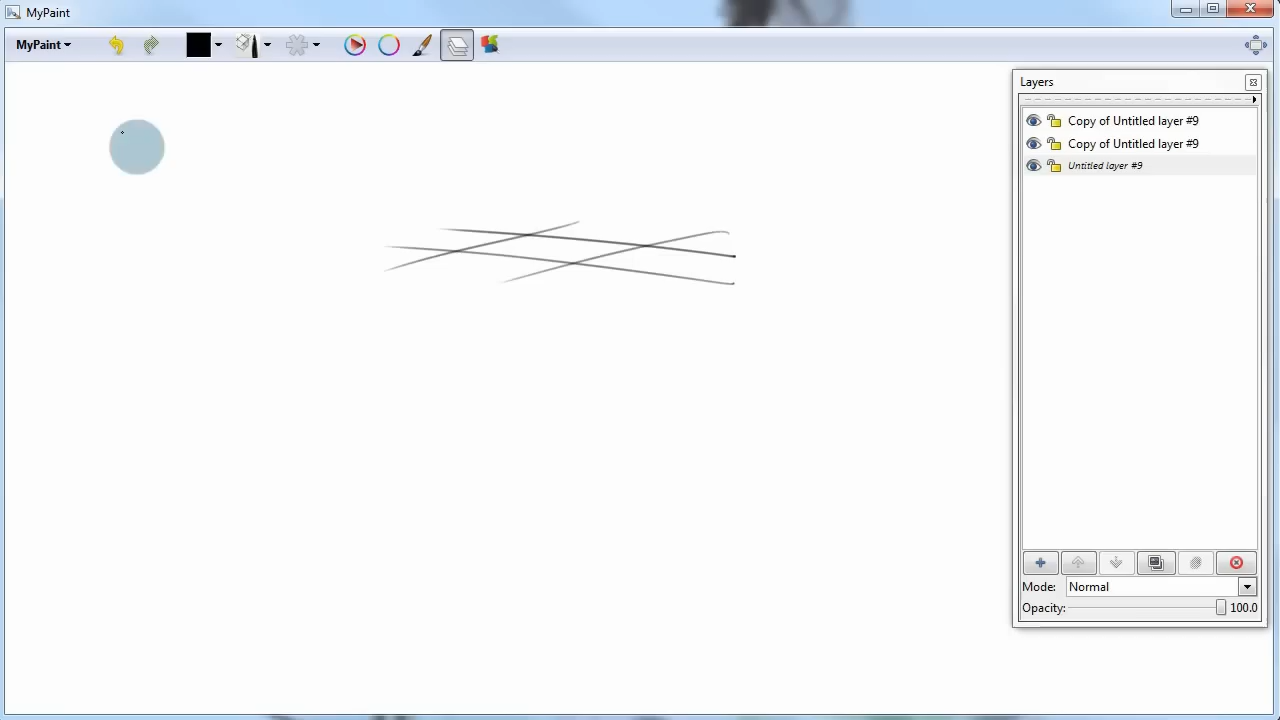 MyPaint
MyPaint
Layers
Copy of Untitled layer #9
Copy of Untitled layer #9
Untitled layer #9
Mode: Normal
Opacity: 100.0